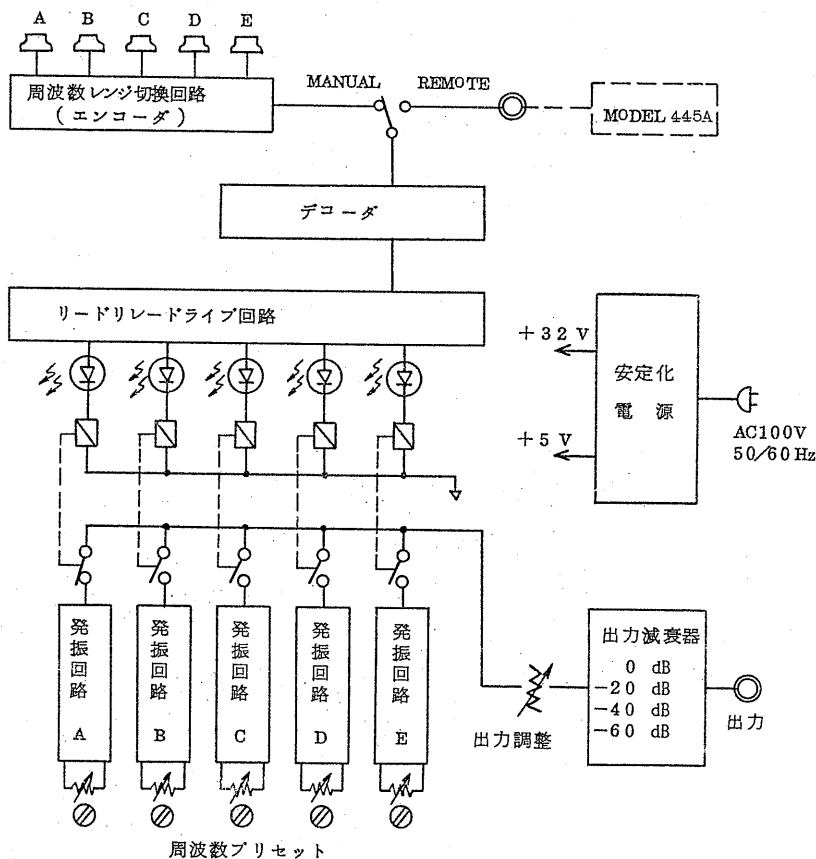 A B C D E
周波数レンジ切換回路
(エンコーダ)
MANUAL REMOTE
MODEL 445A
デコーダ
リードリレードライブ回路
+32 V
+5 V
安定化
電源
AC100V
50/60Hz
発振回路 A
発振回路 B
発振回路 C
発振回路 D
発振回路 E
出力調整
出力減衰器
0 dB
-20 dB
-40 dB
-60 dB
出力
周波数プリセット